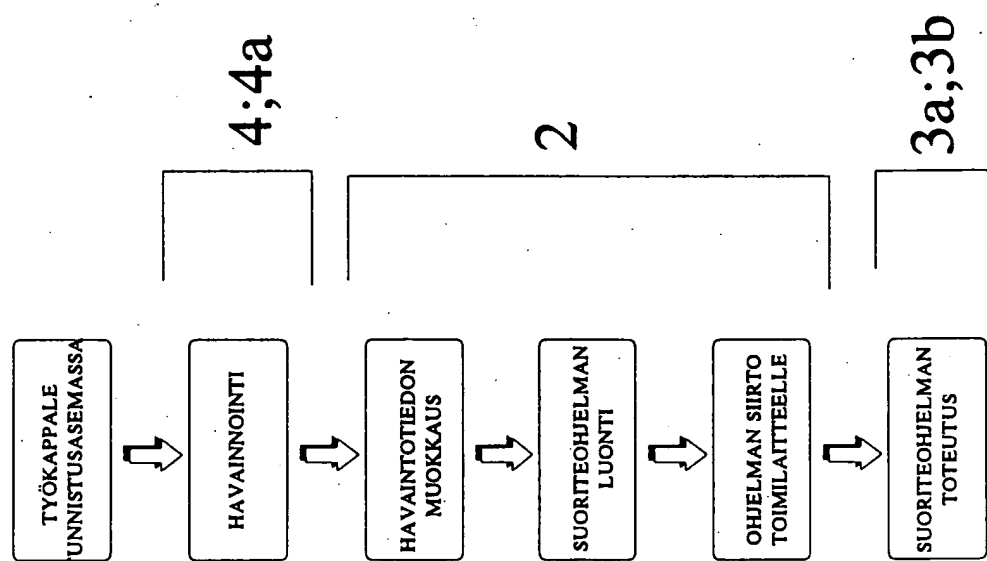 TYÖKAPPALE
TUNNISTUSASEMASSA
HAVAINNOINTI
4;4a
HAVAINTOTIEDON
MUOKKAUS
SUORITEOHJELMAN
LUONTI
OHJELMAN SIIRTO
TOIMILAITTEELLE
2
SUORITEOHJELMAN
TOTEUTUS
3a;3b